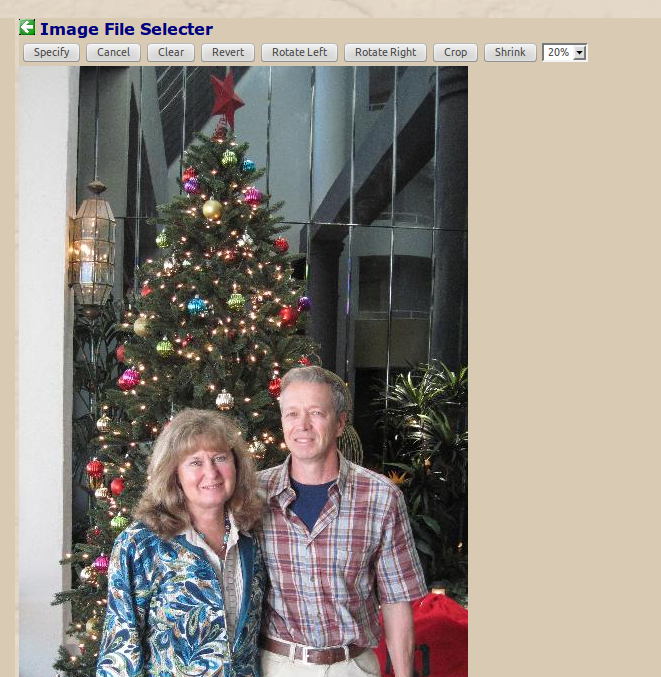 Image File Selecter
Specify Cancel Clear Revert Rotate Left Rotate Right Crop Shrink 20%